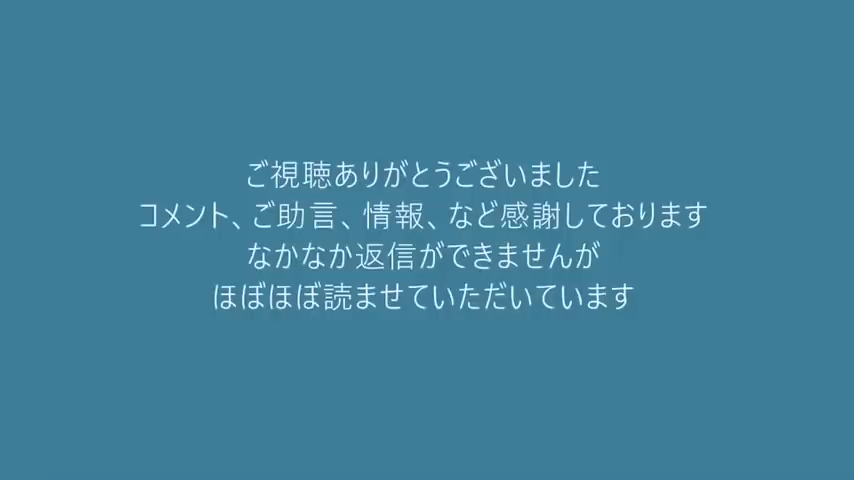 ご視聴ありがとうございました
コメント、ご助言、情報、など感謝しております
なかなか返信ができませんが
ほぼほぼ読ませていただいています